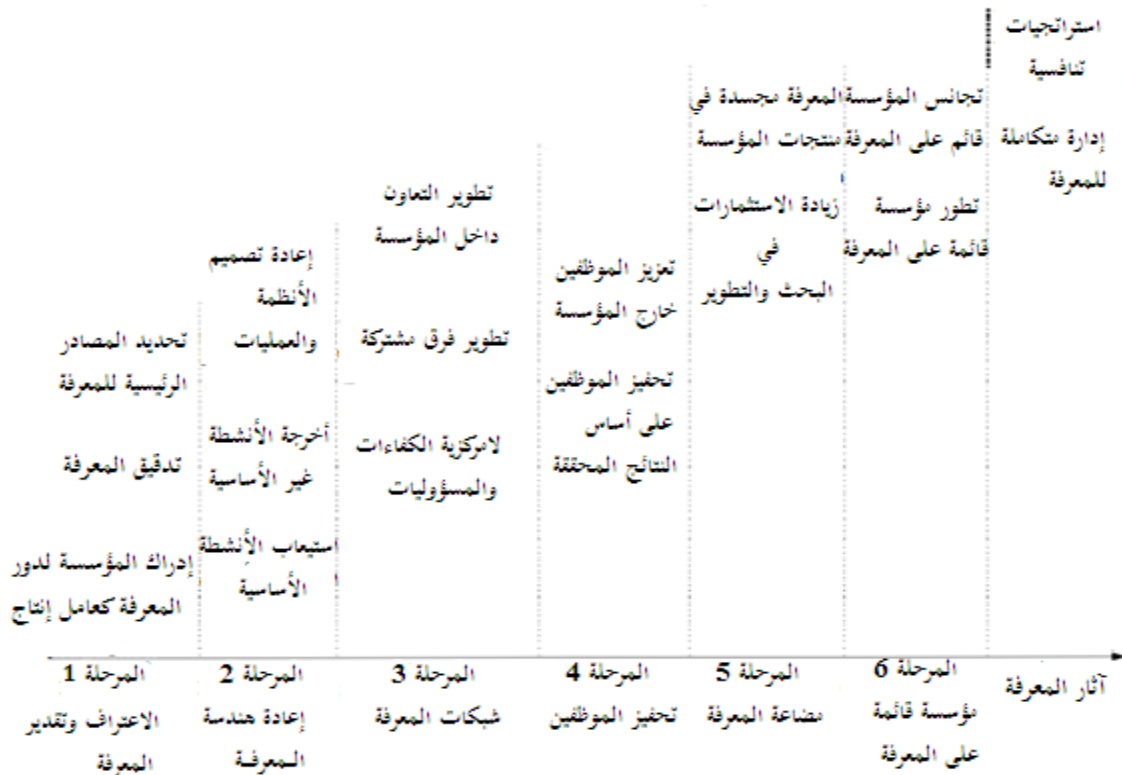 استراتجيات
تنافسية
إدارة متكاملة
للمعرفة
تجانس المؤسسة
قائم على المعرفة
تطور مؤسسة
قائمة على المعرفة
المعرفة مجسدة في
منتجات المؤسسة
زيادة الاستثمارات
في
البحث والتطوير
تعزيز الموظفين
خارج المؤسسة
تحفيز الموظفين
على أساس
النتائج المحققة
تطوير التعاون
داخل المؤسسة
تطوير فرق مشتركة
لامركزية الكفاءات
والمسؤوليات
إعادة تصميم
الأنظمة
والعمليات
أخرجة الأنشطة
غير الأساسية
استيعاب الأنشطة
الأساسية
تحديد المصادر
الرئيسية للمعرفة
تدقيق المعرفة
إدراك المؤسسة لدور
المعرفة كعامل إنتاج
المرحلة 1
الاعتراف وتقدير
المعرفة
المرحلة 2
إعادة هندسة
المعرفة
المرحلة 3
شبكات المعرفة
المرحلة 4
تحفيز الموظفين
المرحلة 5
مضاعة المعرفة
المرحلة 6
مؤسسة قائمة
على المعرفة
آثار المعرفة